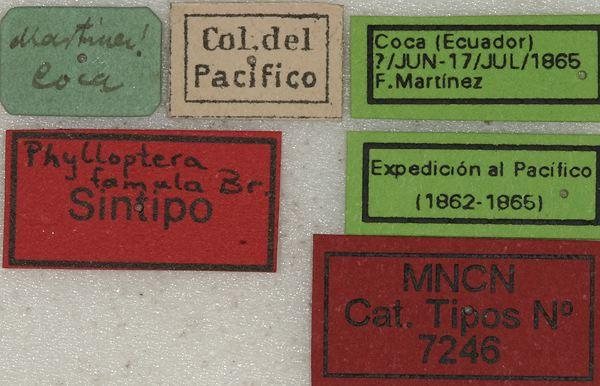 Martinez!
Coca
Col. del
Pacífico
Coca (Ecuador)
?/JUN-17/JUL/1865
F.Martínez
Phylloptera
famula Br.
Sintipo
Expedición al Pacífico
(1862-1865)
MNCN
Cat. Tipos Nº
7246